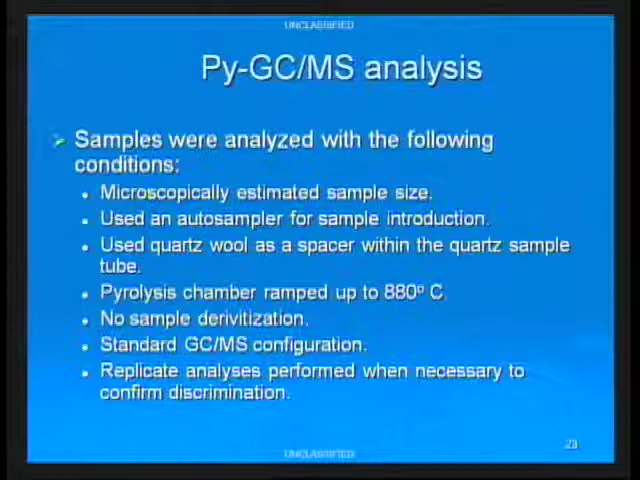 UNCLASSIFIED
Py-GC/MS analysis
Samples were analyzed with the following
conditions:
Microscopically estimated sample size.
Used an autosampler for sample introduction.
Used quartz wool as a spacer within the quartz sample
tube.
Pyrolysis chamber ramped up to 880º C.
No sample derivitization.
Standard GC/MS configuration.
Replicate analyses performed when necessary to
confirm discrimination.
23
UNCLASSIFIED